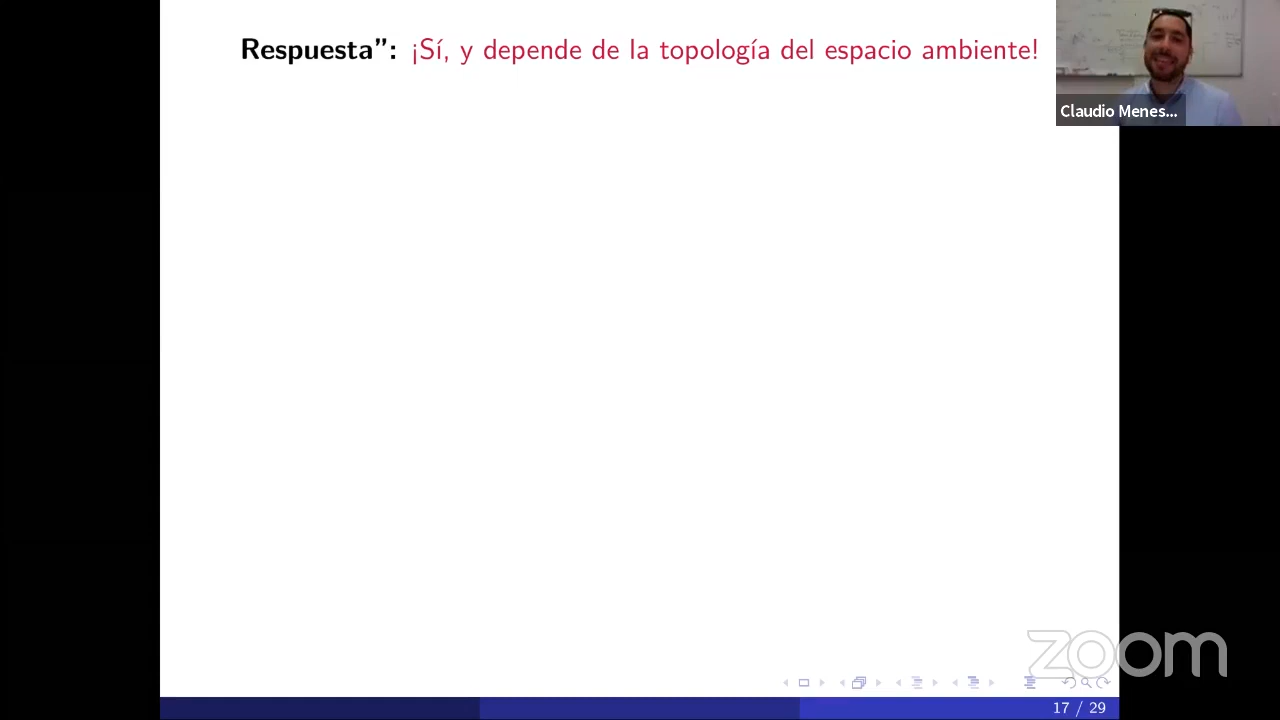 Respuesta”: ¡Sí, y depende de la topología del espacio ambiente!
Claudio Menes...
zoom
17 / 29